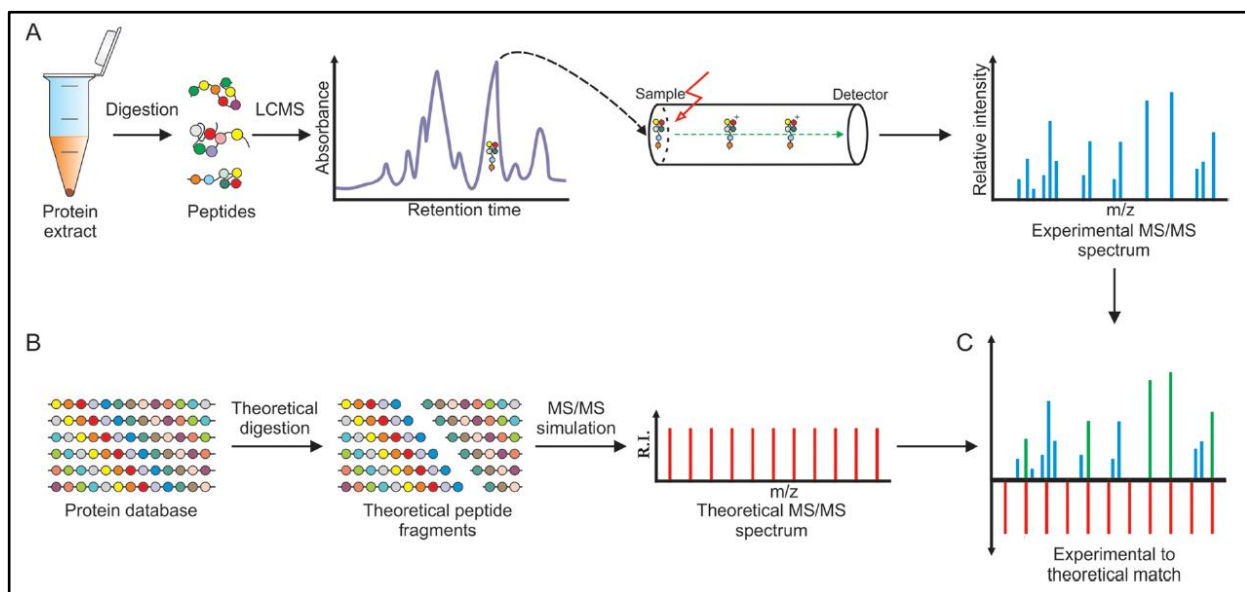 A
Protein
extract
Digestion
Peptides
LCMS
Absorbance
Retention time
Sample
Detector
+
+
Relative intensity
m/z
Experimental MS/MS
spectrum
B
Protein database
Theoretical
digestion
Theoretical peptide
fragments
MS/MS
simulation
R.I.
m/z
Theoretical MS/MS
spectrum
C
Experimental to
theoretical match